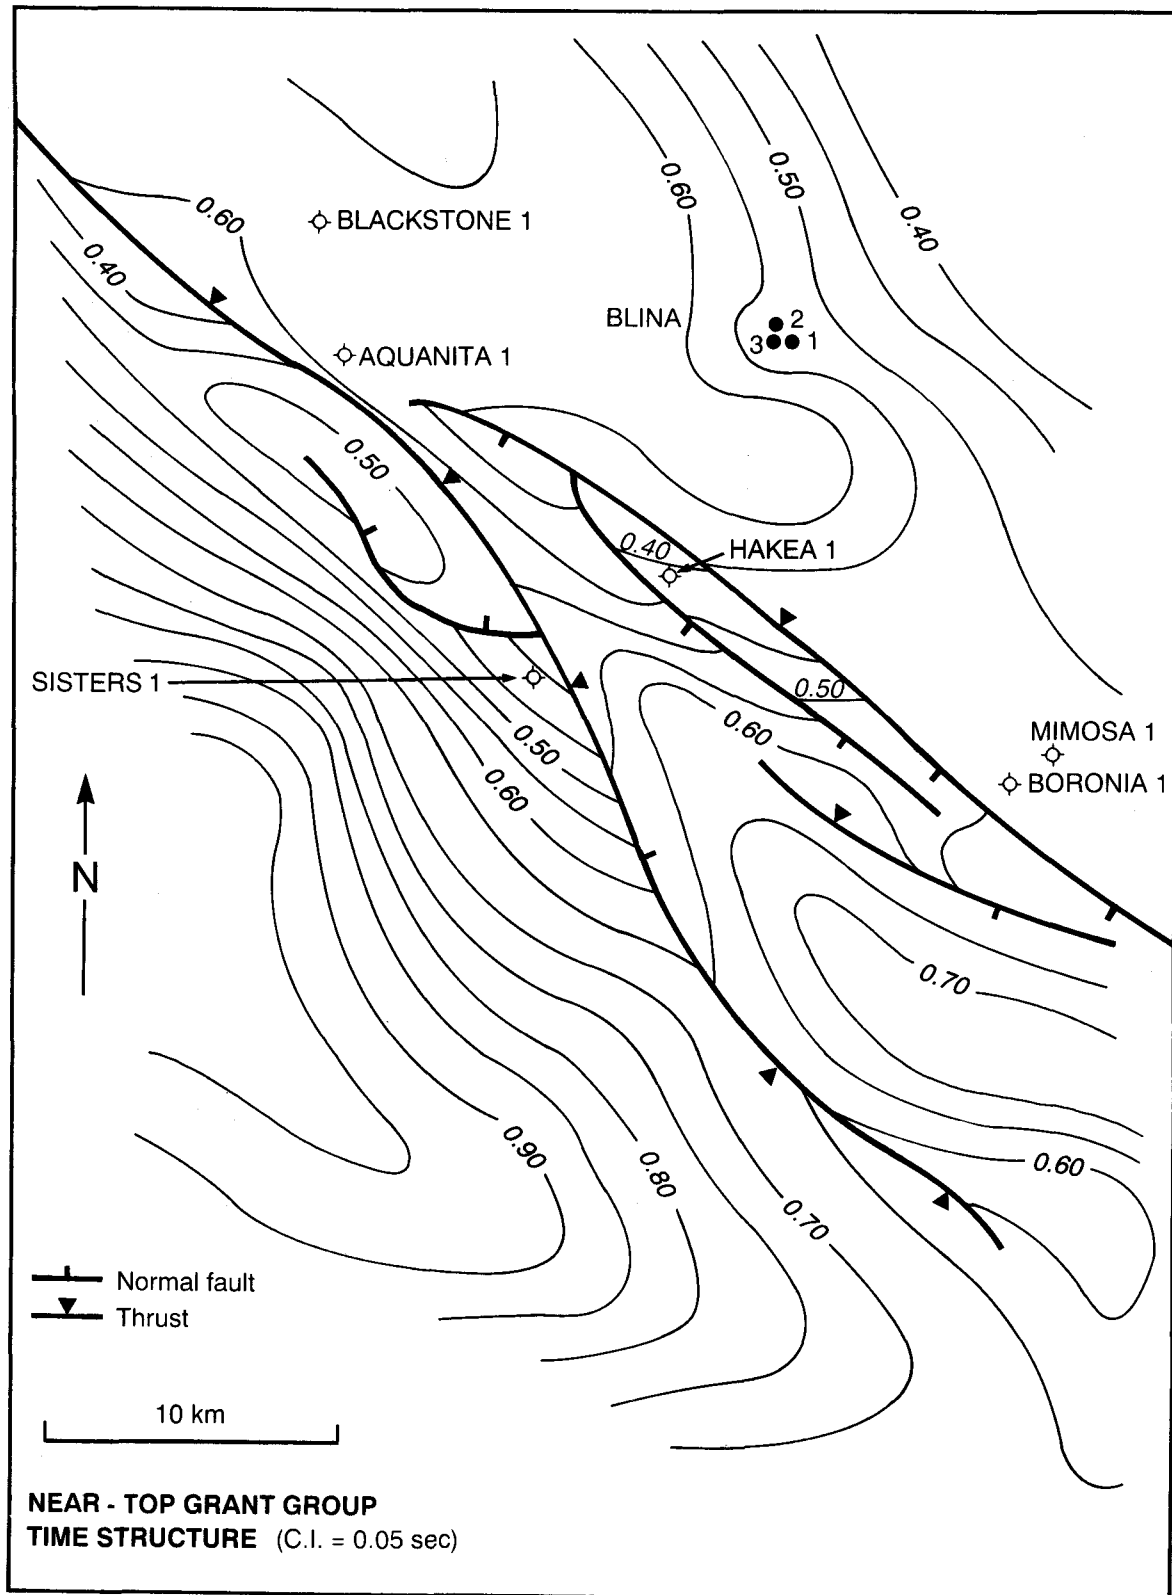 0.60
0.50
0.40
0.60
BLACKSTONE 1
0.40
BLINA
2
3
1
AQUANITA 1
0.50
0.40
HAKEA 1
SISTERS 1
0.50
0.60
MIMOSA 1
BORONIA 1
0.50
0.60
N
0.70
0.90
0.80
0.60
0.70
Normal fault
Thrust
10 km
NEAR - TOP GRANT GROUP
TIME STRUCTURE (C.I. = 0.05 sec)